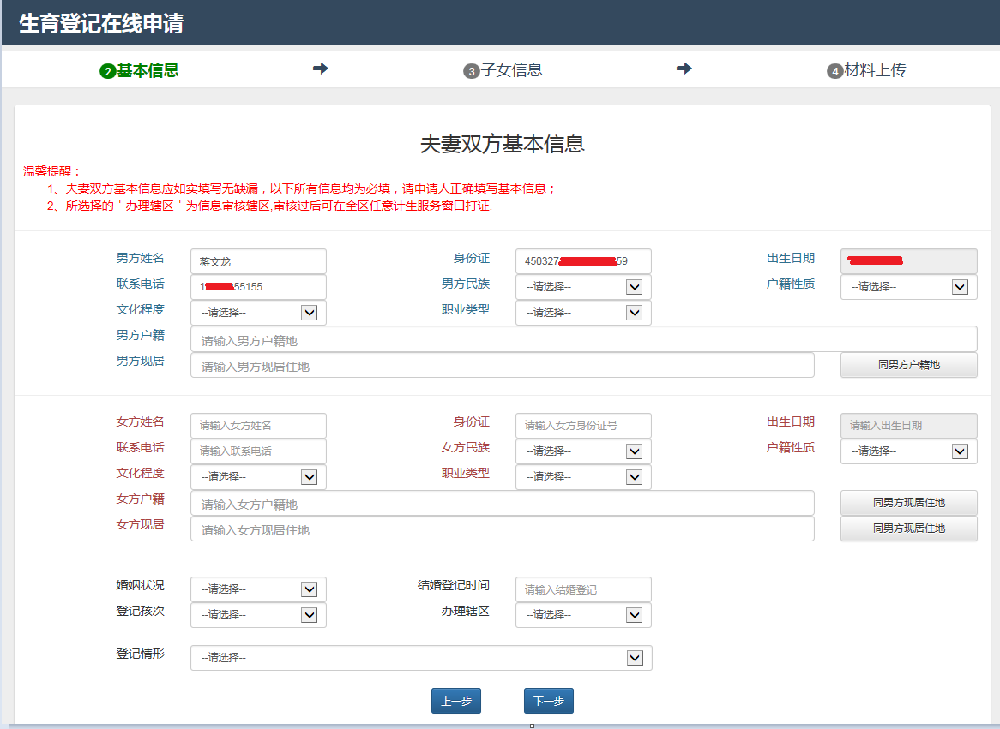 生育登记在线申请
2基本信息 3子女信息 4材料上传
夫妻双方基本信息
温馨提醒：
1、夫妻双方基本信息应如实填写无缺漏，以下所有信息均为必填，请申请人正确填写基本信息；
2、所选择的＇办理辖区＇为信息审核辖区,审核过后可在全区任意计生服务窗口打证.
男方姓名 蒋文龙 身份证 450327 59 出生日期
联系电话 1 55155 男方民族 --请选择-- 户籍性质 --请选择--
文化程度 --请选择-- 职业类型 --请选择--
男方户籍 请输入男方户籍地
男方现居 请输入男方现居住地 同男方户籍地
女方姓名 请输入女方姓名 身份证 请输入女方身份证号 出生日期 请输入出生日期
联系电话 请输入联系电话 女方民族 --请选择-- 户籍性质 --请选择--
文化程度 --请选择-- 职业类型 --请选择--
女方户籍 请输入女方户籍地 同男方现居住地
女方现居 请输入女方现居住地 同男方现居住地
婚姻状况 --请选择-- 结婚登记时间 请输入结婚登记
登记孩次 --请选择-- 办理辖区 --请选择--
登记情形 --请选择--
上一步 下一步